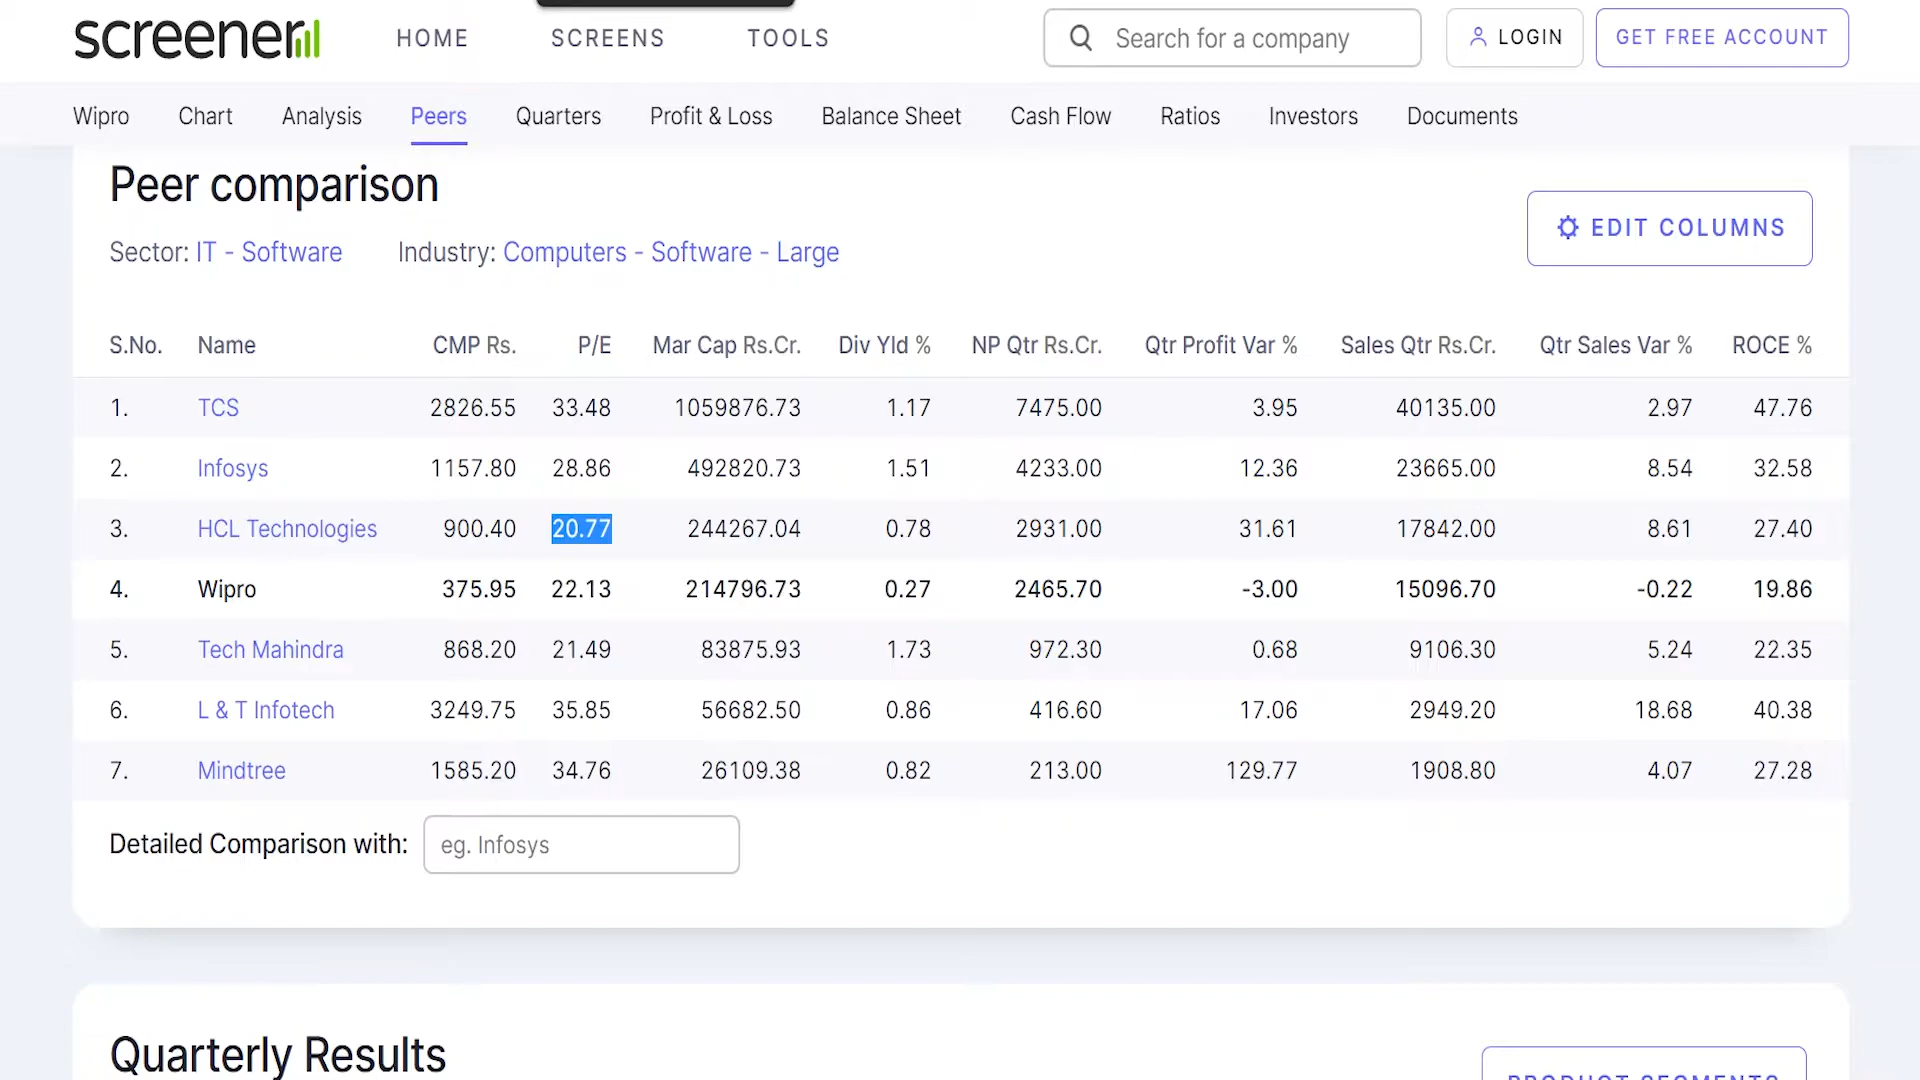 screener
HOME SCREENS TOOLS
Search for a company
LOGIN
GET FREE ACCOUNT
Wipro Chart Analysis Peers Quarters Profit & Loss Balance Sheet Cash Flow Ratios Investors Documents
Peer comparison
EDIT COLUMNS
Sector: IT - Software Industry: Computers - Software - Large
S.No. Name CMP Rs. P/E Mar Cap Rs.Cr. Div Yld % NP Qtr Rs.Cr. Qtr Profit Var % Sales Qtr Rs.Cr. Qtr Sales Var % ROCE %
1. TCS 2826.55 33.48 1059876.73 1.17 7475.00 3.95 40135.00 2.97 47.76
2. Infosys 1157.80 28.86 492820.73 1.51 4233.00 12.36 23665.00 8.54 32.58
3. HCL Technologies 900.40 20.77 244267.04 0.78 2931.00 31.61 17842.00 8.61 27.40
4. Wipro 375.95 22.13 214796.73 0.27 2465.70 -3.00 15096.70 -0.22 19.86
5. Tech Mahindra 868.20 21.49 83875.93 1.73 972.30 0.68 9106.30 5.24 22.35
6. L & T Infotech 3249.75 35.85 56682.50 0.86 416.60 17.06 2949.20 18.68 40.38
7. Mindtree 1585.20 34.76 26109.38 0.82 213.00 129.77 1908.80 4.07 27.28
Detailed Comparison with: eg. Infosys
Quarterly Results
PRODUCT SEGMENTS